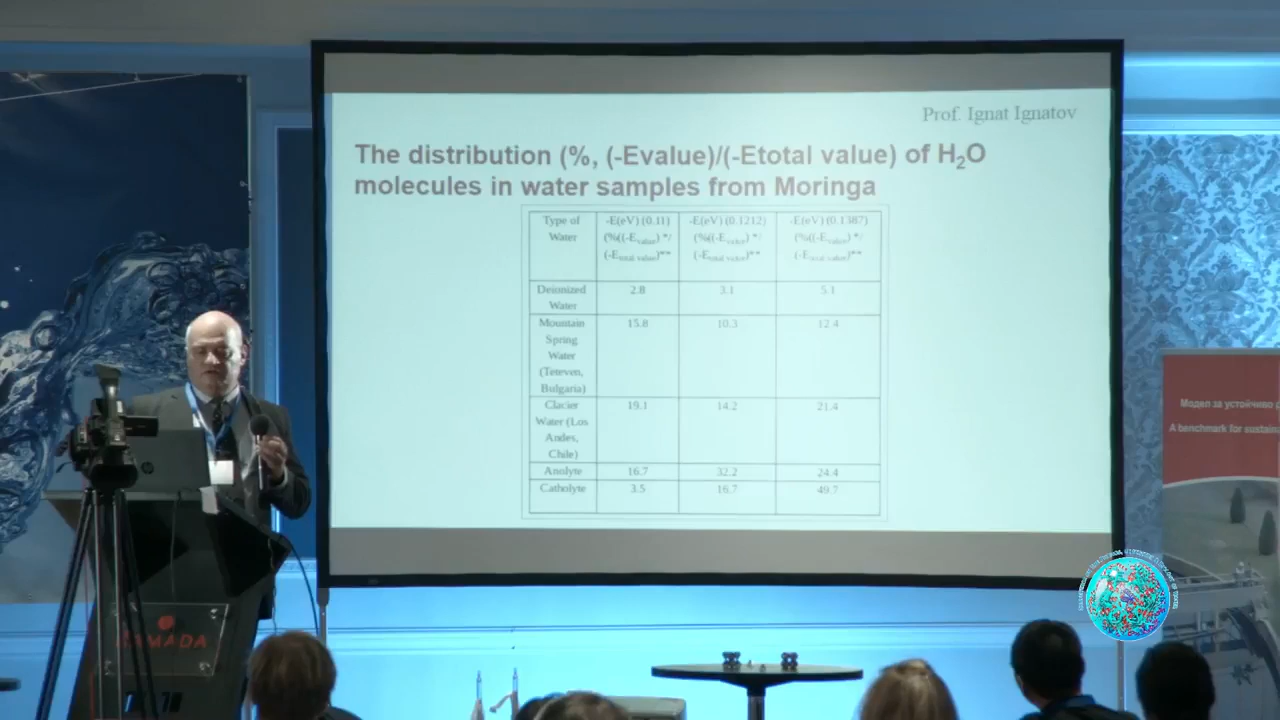 Prof. Ignat Ignatov
The distribution (%, (-Evalue)/(-Etotal value) of H₂O
molecules in water samples from Moringa
Type of Water -E(eV) (0.11) (%((-Evalue) */ (-Etotal value)** -E(eV) (0.1212) (%((-Evalue) */ (-Etotal value)** -E(eV) (0.1387) (%((-Evalue) */ (-Etotal value)**
Deionized Water 2.8 3.1 5.1
Mountain Spring Water (Teteven, Bulgaria) 15.8 10.3 12.4
Clacier Water (Los Andes, Chile) 19.1 14.2 21.4
Anolyte 16.7 32.2 24.4
Catholyte 3.5 16.7 49.7
Модел за устойчиво
A benchmark for sustain
hp
RAMADA